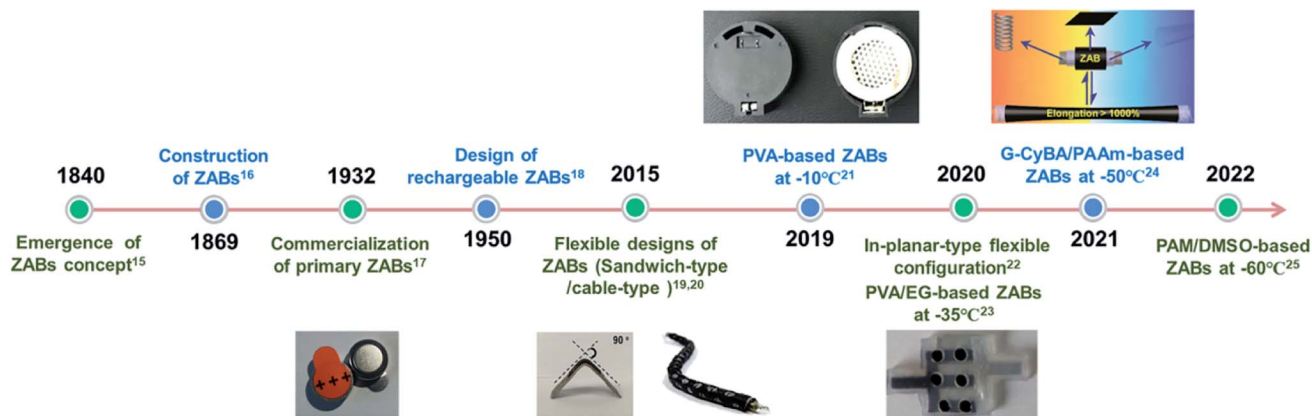 ZAB
Elongation > 1000%
1840
Emergence of
ZABs concept15
Construction
of ZABs16
1869
1932
Commercialization
of primary ZABs17
+++
Design of
rechargeable ZABs18
1950
2015
Flexible designs of
ZABs (Sandwich-type
/cable-type )19,20
90 °
PVA-based ZABs
at -10℃21
2019
2020
In-planar-type flexible
configuration22
PVA/EG-based ZABs
at -35℃23
G-CyBA/PAAm-based
ZABs at -50℃24
2021
2022
PAM/DMSO-based
ZABs at -60℃25